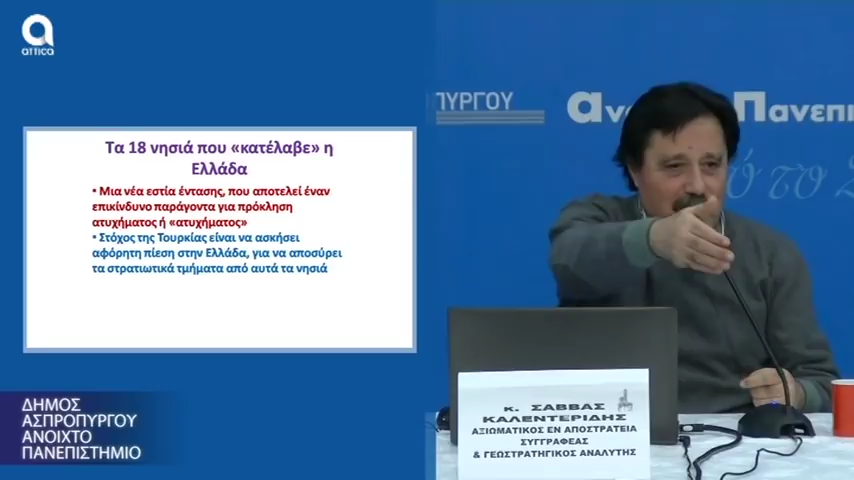 attica
Τα 18 νησιά που «κατέλαβε» η
Ελλάδα
• Μια νέα εστία έντασης, που αποτελεί έναν
επικίνδυνο παράγοντα για πρόκληση
ατυχήματος ή «ατυχήματος»
• Στόχος της Τουρκίας είναι να ασκήσει
αφόρητη πίεση στην Ελλάδα, για να αποσύρει
τα στρατιωτικά τμήματα από αυτά τα νησιά
ΔΗΜΟΣ
ΑΣΠΡΟΠΥΡΓΟΥ
ΑΝΟΙΧΤΟ
ΠΑΝΕΠΙΣΤΗΜΙΟ
ΠΥΡΓΟΥ
Ανο Πανεπι
ύ το Σ
Κ. ΣΑΒΒΑΣ
ΚΑΛΕΝΤΕΡΙΔΗΣ
ΑΞΙΩΜΑΤΙΚΟΣ ΕΝ ΑΠΟΣΤΡΑΤΕΙΑ
ΣΥΓΓΡΑΦΕΑΣ
& ΓΕΩΣΤΡΑΤΗΓΙΚΟΣ ΑΝΑΛΥΤΗΣ